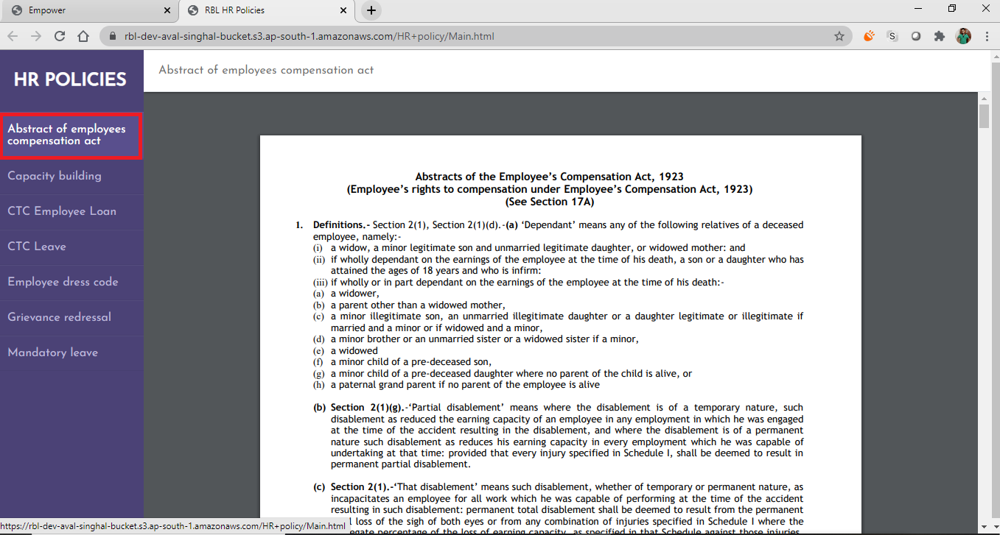 Empower
RBL HR Policies
rbl-dev-aval-singhal-bucket.s3.ap-south-1.amazonaws.com/HR+policy/Main.html
S
HR POLICIES
Abstract of employees compensation act
Abstract of employees
compensation act
Capacity building
CTC Employee Loan
CTC Leave
Employee dress code
Grievance redressal
Mandatory leave
Abstracts of the Employee’s Compensation Act, 1923
(Employee’s rights to compensation under Employee’s Compensation Act, 1923)
(See Section 17A)
1. Definitions.- Section 2(1), Section 2(1)(d).-(a) ‘Dependant’ means any of the following relatives of a deceased
employee, namely:-
(i) a widow, a minor legitimate son and unmarried legitimate daughter, or widowed mother: and
(ii) if wholly dependant on the earnings of the employee at the time of his death, a son or a daughter who has
attained the ages of 18 years and who is infirm:
(iii) if wholly or in part dependant on the earnings of the employee at the time of his death:-
(a) a widower,
(b) a parent other than a widowed mother,
(c) a minor illegitimate son, an unmarried illegitimate daughter or a daughter legitimate or illegitimate if
married and a minor or if widowed and a minor,
(d) a minor brother or an unmarried sister or a widowed sister if a minor,
(e) a widowed
(f) a minor child of a pre-deceased son,
(g) a minor child of a pre-deceased daughter where no parent of the child is alive, or
(h) a paternal grand parent if no parent of the employee is alive
(b) Section 2(1)(g).-‘Partial disablement’ means where the disablement is of a temporary nature, such
disablement as reduced the earning capacity of an employee in any employment in which he was engaged
at the time of the accident resulting in the disablement, and where the disablement is of a permanent
nature such disablement as reduces his earning capacity in every employment which he was capable of
undertaking at that time: provided that every injury specified in Schedule I, shall be deemed to result in
permanent partial disablement.
(c) Section 2(1).-‘That disablement’ means such disablement, whether of temporary or permanent nature, as
incapacitates an employee for all work which he was capable of performing at the time of the accident
resulting in such disablement: permanent total disablement shall be deemed to result from the permanent
loss of the sigh of both eyes or from any combination of injuries specified in Schedule I where the
percentage of the loss of earning capacity, as specified in that Schedule against those injuries,
https://rbl-dev-aval-singhal-bucket.s3.ap-south-1.amazonaws.com/HR+policy/Main.html